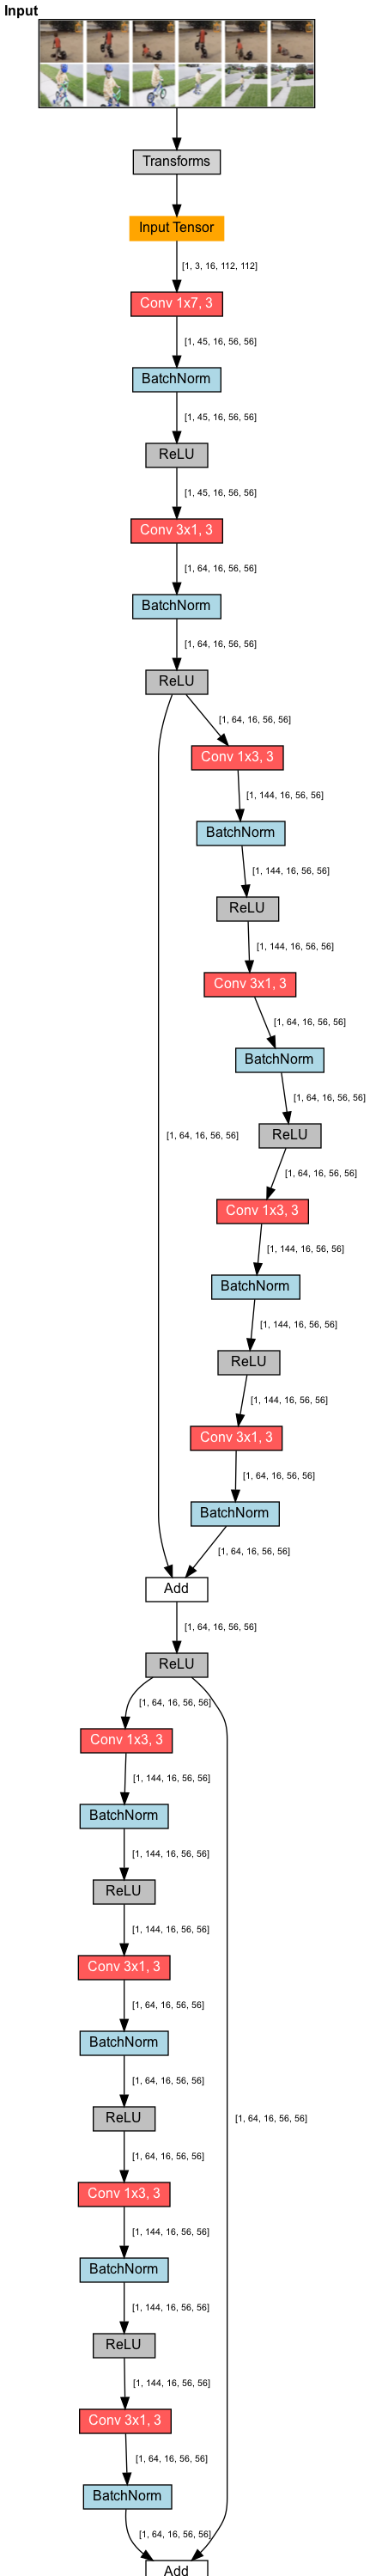 Input
Transforms
Input Tensor
[1, 3, 16, 112, 112]
Conv 1x7, 3
[1, 45, 16, 56, 56]
BatchNorm
[1, 45, 16, 56, 56]
ReLU
[1, 45, 16, 56, 56]
Conv 3x1, 3
[1, 64, 16, 56, 56]
BatchNorm
[1, 64, 16, 56, 56]
ReLU
[1, 64, 16, 56, 56]
Conv 1x3, 3
[1, 144, 16, 56, 56]
BatchNorm
[1, 144, 16, 56, 56]
ReLU
[1, 144, 16, 56, 56]
Conv 3x1, 3
[1, 64, 16, 56, 56]
BatchNorm
[1, 64, 16, 56, 56]
ReLU
[1, 64, 16, 56, 56]
[1, 64, 16, 56, 56]
Conv 1x3, 3
[1, 144, 16, 56, 56]
BatchNorm
[1, 144, 16, 56, 56]
ReLU
[1, 144, 16, 56, 56]
Conv 3x1, 3
[1, 64, 16, 56, 56]
BatchNorm
[1, 64, 16, 56, 56]
Add
[1, 64, 16, 56, 56]
ReLU
[1, 64, 16, 56, 56]
Conv 1x3, 3
[1, 144, 16, 56, 56]
BatchNorm
[1, 144, 16, 56, 56]
ReLU
[1, 144, 16, 56, 56]
Conv 3x1, 3
[1, 64, 16, 56, 56]
BatchNorm
[1, 64, 16, 56, 56]
ReLU
[1, 64, 16, 56, 56]
[1, 64, 16, 56, 56]
Conv 1x3, 3
[1, 144, 16, 56, 56]
BatchNorm
[1, 144, 16, 56, 56]
ReLU
[1, 144, 16, 56, 56]
Conv 3x1, 3
[1, 64, 16, 56, 56]
BatchNorm
[1, 64, 16, 56, 56]
Add